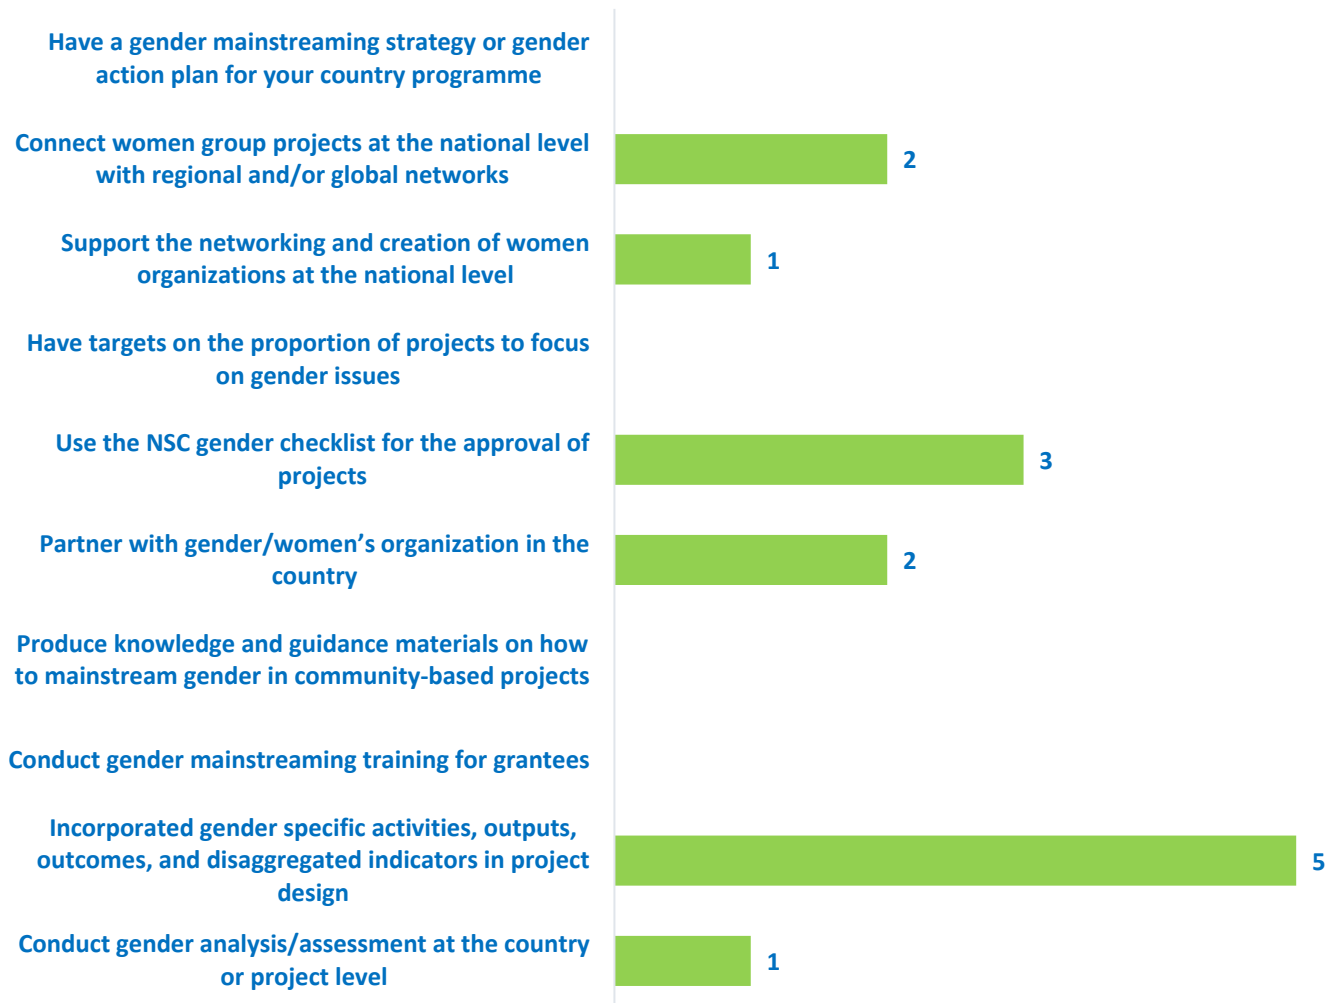 Have a gender mainstreaming strategy or gender
action plan for your country programme
Connect women group projects at the national level
with regional and/or global networks
2
Support the networking and creation of women
organizations at the national level
1
Have targets on the proportion of projects to focus
on gender issues
Use the NSC gender checklist for the approval of
projects
3
Partner with gender/women’s organization in the
country
2
Produce knowledge and guidance materials on how
to mainstream gender in community-based projects
Conduct gender mainstreaming training for grantees
Incorporated gender specific activities, outputs,
outcomes, and disaggregated indicators in project
design
5
Conduct gender analysis/assessment at the country
or project level
1